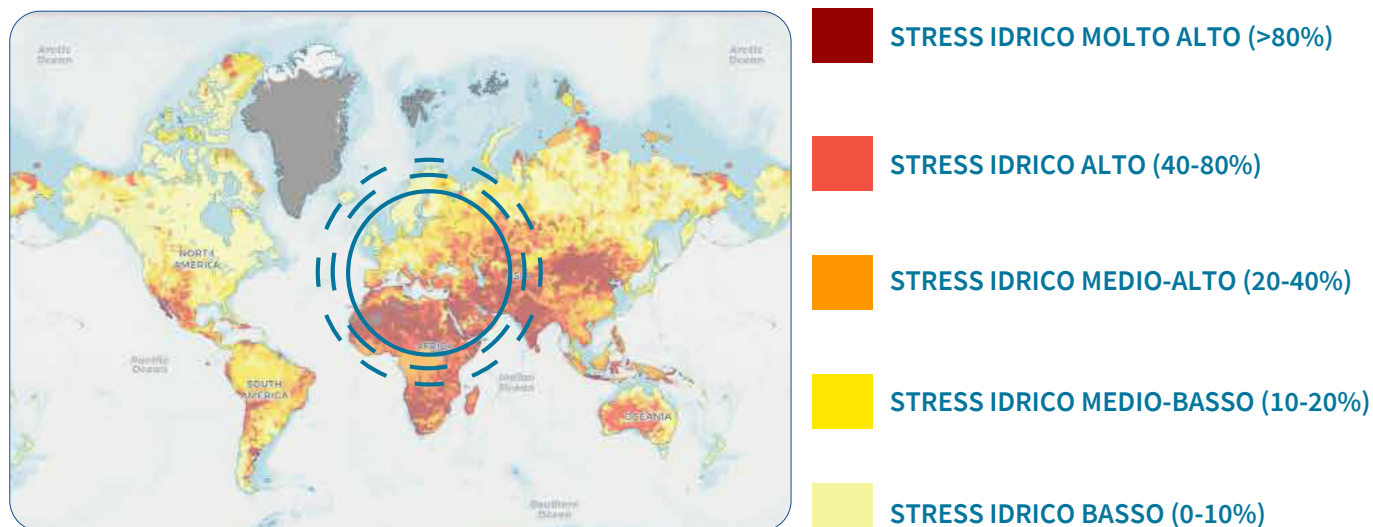 Arctic
Ocean
Arctic
Ocean
NORTH
AMERICA
AFRICA
Pacific
Ocean
Indian
Ocean
SOUTH
AMERICA
OCEANIA
Southern
Ocean
STRESS IDRICO MOLTO ALTO (>80%)
STRESS IDRICO ALTO (40-80%)
STRESS IDRICO MEDIO-ALTO (20-40%)
STRESS IDRICO MEDIO-BASSO (10-20%)
STRESS IDRICO BASSO (0-10%)